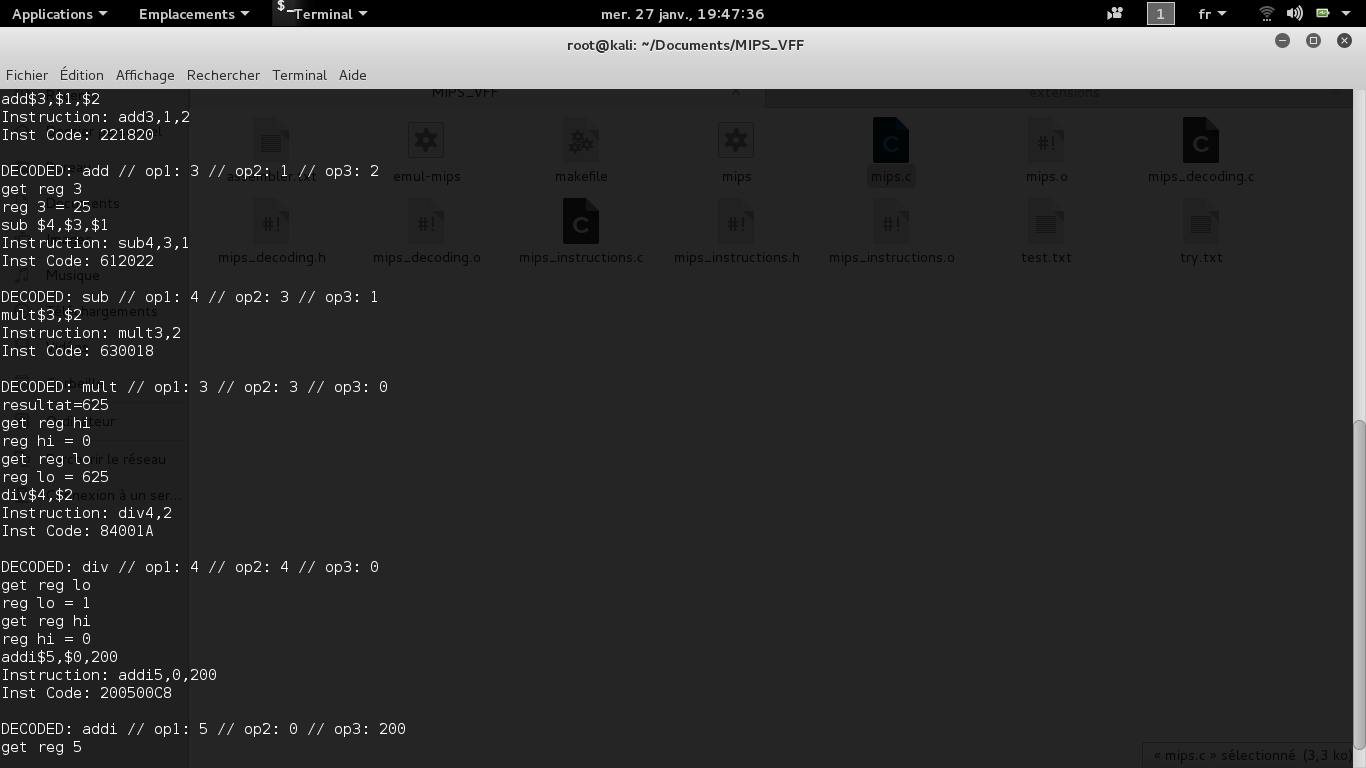 Applications Emplacements $_ Terminal mer. 27 janv., 19:47:36 1 fr
root@kali: ~/Documents/MIPS_VFF
Fichier Édition Affichage Rechercher Terminal Aide
MIPS_VFF extensions
add$3,$1,$2
Instruction: add3,1,2
Inst Code: 221820
DECODED: add // op1: 3 // op2: 1 // op3: 2
get reg 3
reg 3 = 25
sub $4,$3,$1
Instruction: sub4,3,1
Inst Code: 612022
DECODED: sub // op1: 4 // op2: 3 // op3: 1
mult$3,$2
Instruction: mult3,2
Inst Code: 630018
DECODED: mult // op1: 3 // op2: 3 // op3: 0
resultat=625
get reg hi
reg hi = 0
get reg lo
reg lo = 625
div$4,$2
Instruction: div4,2
Inst Code: 84001A
DECODED: div // op1: 4 // op2: 4 // op3: 0
get reg lo
reg lo = 1
get reg hi
reg hi = 0
addi$5,$0,200
Instruction: addi5,0,200
Inst Code: 200500C8
DECODED: addi // op1: 5 // op2: 0 // op3: 200
get reg 5
assembler.txt emul-mips makefile mips mips.c mips.o mips_decoding.c
mips_decoding.h mips_decoding.o mips_instructions.c mips_instructions.h mips_instructions.o test.txt try.txt
Musique
« mips.c » sélectionné (3,3 ko)